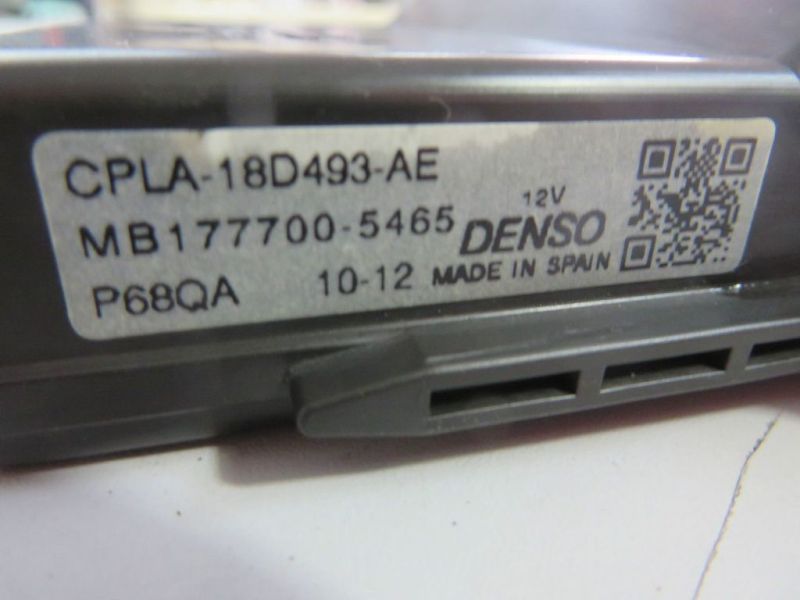 CPLA-18D493-AE
MB177700-5465
12V
DENSO
P68QA 10-12 MADE IN SPAIN